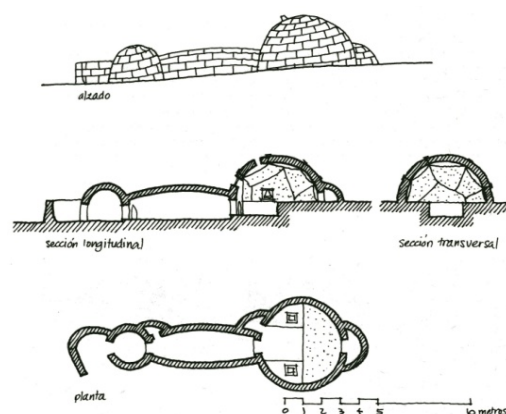 alzado
sección longitudinal
sección transversal
planta
0 1 2 3 4 5 10 metros